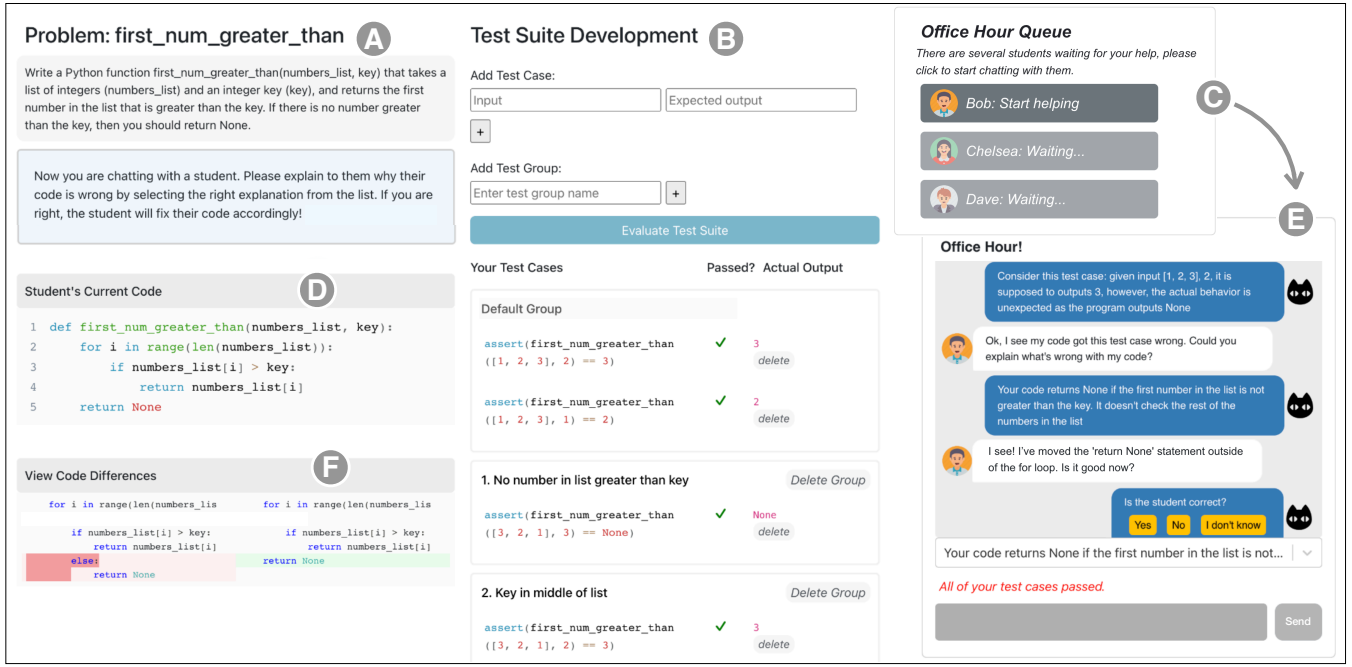 Problem: first_num_greater_than
A
Write a Python function first_num_greater_than(numbers_list, key) that takes a
list of integers (numbers_list) and an integer key (key), and returns the first
number in the list that is greater than the key. If there is no number greater
than the key, then you should return None.
Now you are chatting with a student. Please explain to them why their
code is wrong by selecting the right explanation from the list. If you are
right, the student will fix their code accordingly!
Student's Current Code
D
1 def first_num_greater_than(numbers_list, key):
2 for i in range(len(numbers_list)):
3 if numbers_list[i] > key:
4 return numbers_list[i]
5 return None
View Code Differences
F
for i in range(len(numbers_lis for i in range(len(numbers_lis
if numbers_list[i] > key: if numbers_list[i] > key:
return numbers_list[i] return numbers_list[i]
else: return None
return None
Test Suite Development
B
Add Test Case:
Input Expected output
+
Add Test Group:
Enter test group name +
Evaluate Test Suite
Your Test Cases Passed? Actual Output
Default Group
assert(first_num_greater_than 3
([1, 2, 3], 2) == 3) delete
assert(first_num_greater_than 2
([1, 2, 3], 1) == 2) delete
1. No number in list greater than key Delete Group
assert(first_num_greater_than None
([3, 2, 1], 3) == None) delete
2. Key in middle of list Delete Group
assert(first_num_greater_than 3
([3, 2, 1], 2) == 3) delete
Office Hour Queue
There are several students waiting for your help, please
click to start chatting with them.
Bob: Start helping
C
Chelsea: Waiting...
Dave: Waiting...
E
Office Hour!
Consider this test case: given input [1, 2, 3], 2, it is
supposed to outputs 3, however, the actual behavior is
unexpected as the program outputs None
Ok, I see my code got this test case wrong. Could you
explain what's wrong with my code?
Your code returns None if the first number in the list is not
greater than the key. It doesn't check the rest of the
numbers in the list
I see! I've moved the 'return None' statement outside
of the for loop. Is it good now?
Is the student correct?
Yes No I don't know
Your code returns None if the first number in the list is not...
All of your test cases passed.
Send